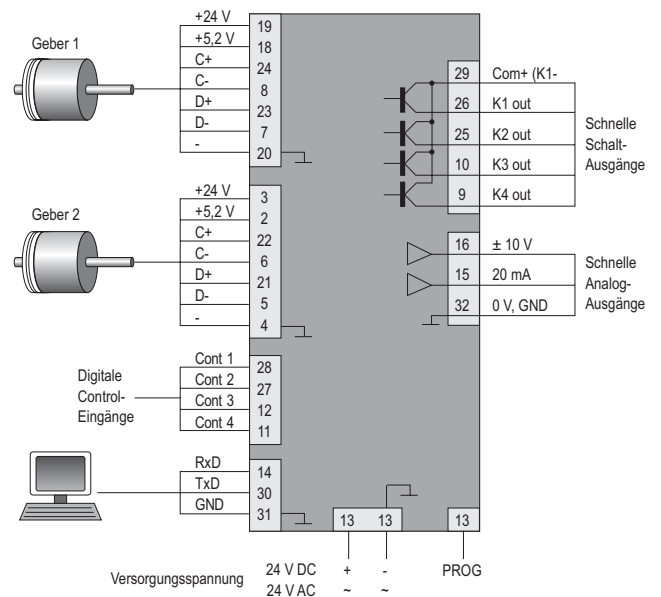 Geber 1
+24 V 19
+5,2 V 18
C+ 24
C- 8
D+ 23
D- 7
- 20
Geber 2
+24 V 3
+5,2 V 2
C+ 22
C- 6
D+ 21
D- 5
- 4
Digitale
Control-
Eingänge
Cont 1 28
Cont 2 27
Cont 3 12
Cont 4 11
RxD 14
TxD 30
GND 31
29 Com+ (K1-
26 K1 out
25 K2 out
10 K3 out
9 K4 out
Schnelle
Schalt-
Ausgänge
16 ± 10 V
15 20 mA
32 0 V, GND
Schnelle
Analog-
Ausgänge
13 13 13
Versorgungsspannung
24 V DC + - PROG
24 V AC ~ ~